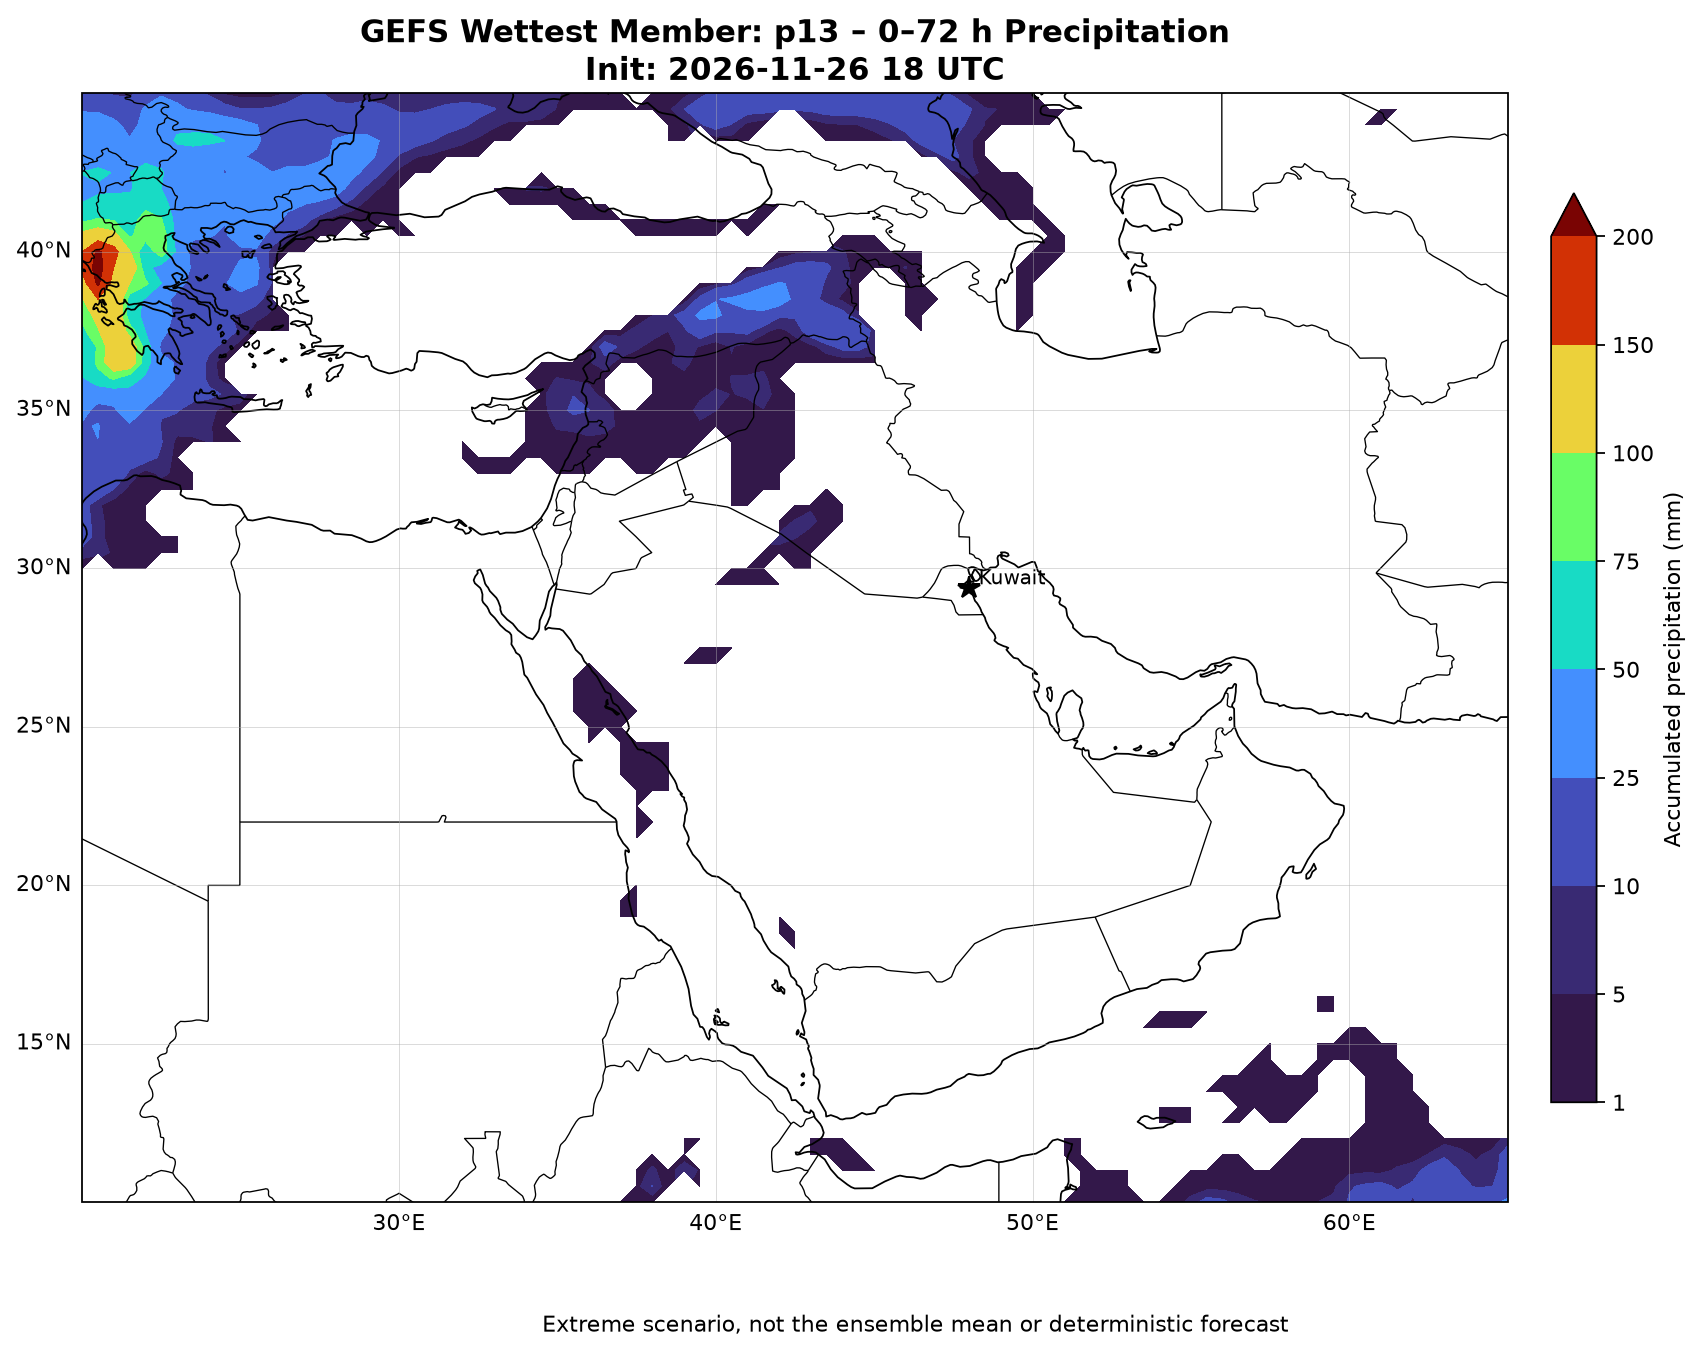 GEFS Wettest Member: p13 – 0–72 h Precipitation
Init: 2026-11-26 18 UTC
40°N
35°N
30°N
25°N
20°N
15°N
30°E
40°E
50°E
60°E
Kuwait
200
150
100
75
50
25
10
5
1
Accumulated precipitation (mm)
Extreme scenario, not the ensemble mean or deterministic forecast